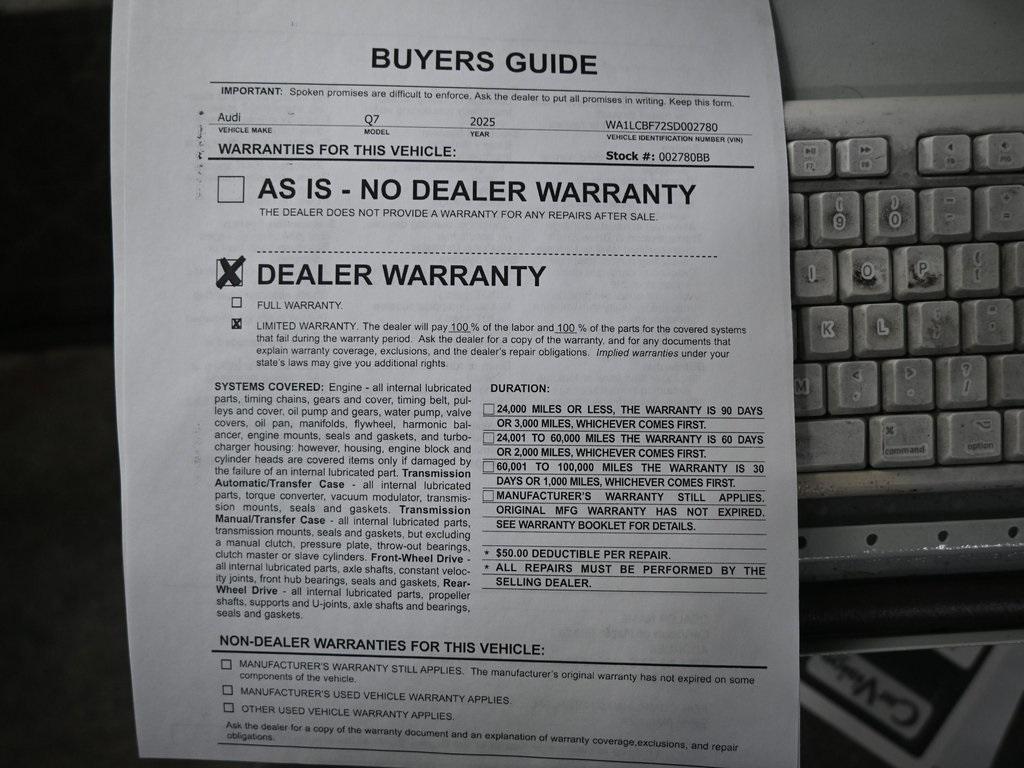 BUYERS GUIDE
IMPORTANT: Spoken promises are difficult to enforce. Ask the dealer to put all promises in writing. Keep this form.
Audi Q7 2025 WA1LCBF72SD002780
VEHICLE MAKE MODEL YEAR VEHICLE IDENTIFICATION NUMBER (VIN)
WARRANTIES FOR THIS VEHICLE: Stock #: 002780BB
AS IS - NO DEALER WARRANTY
THE DEALER DOES NOT PROVIDE A WARRANTY FOR ANY REPAIRS AFTER SALE.
X DEALER WARRANTY
FULL WARRANTY.
X LIMITED WARRANTY. The dealer will pay 100 % of the labor and 100 % of the parts for the covered systems
that fail during the warranty period. Ask the dealer for a copy of the warranty, and for any documents that
explain warranty coverage, exclusions, and the dealer's repair obligations. Implied warranties under your
state's laws may give you additional rights.
SYSTEMS COVERED: Engine - all internal lubricated
parts, timing chains, gears and cover, timing belt, pul-
leys and cover, oil pump and gears, water pump, valve
covers, oil pan, manifolds, flywheel, harmonic bal-
ancer, engine mounts, seals and gaskets, and turbo-
charger housing: however, housing, engine block and
cylinder heads are covered items only if damaged by
the failure of an internal lubricated part. Transmission
Automatic/Transfer Case - all internal lubricated
parts, torque converter, vacuum modulator, transmis-
sion mounts, seals and gaskets. Transmission
Manual/Transfer Case - all internal lubricated parts,
transmission mounts, seals and gaskets, but excluding
a manual clutch, pressure plate, throw-out bearings,
clutch master or slave cylinders. Front-Wheel Drive -
all internal lubricated parts, axle shafts, constant veloc-
ity joints, front hub bearings, seals and gaskets, Rear-
Wheel Drive - all internal lubricated parts, propeller
shafts, supports and U-joints, axle shafts and bearings,
seals and gaskets.
DURATION:
24,000 MILES OR LESS, THE WARRANTY IS 90 DAYS
OR 3,000 MILES, WHICHEVER COMES FIRST.
24,001 TO 60,000 MILES THE WARRANTY IS 60 DAYS
OR 2,000 MILES, WHICHEVER COMES FIRST.
60,001 TO 100,000 MILES THE WARRANTY IS 30
DAYS OR 1,000 MILES, WHICHEVER COMES FIRST.
MANUFACTURER'S WARRANTY STILL APPLIES.
ORIGINAL MFG WARRANTY HAS NOT EXPIRED.
SEE WARRANTY BOOKLET FOR DETAILS.
* $50.00 DEDUCTIBLE PER REPAIR.
* ALL REPAIRS MUST BE PERFORMED BY THE
SELLING DEALER.
NON-DEALER WARRANTIES FOR THIS VEHICLE:
MANUFACTURER'S WARRANTY STILL APPLIES. The manufacturer's original warranty has not expired on some
components of the vehicle.
MANUFACTURER'S USED VEHICLE WARRANTY APPLIES.
OTHER USED VEHICLE WARRANTY APPLIES.
Ask the dealer for a copy of the warranty document and an explanation of warranty coverage,exclusions, and repair
obligations.
F7 F8 F9 F10
( 9 ) 0 - + =
I O P {
K L : ;
M < , > . ? /
command option